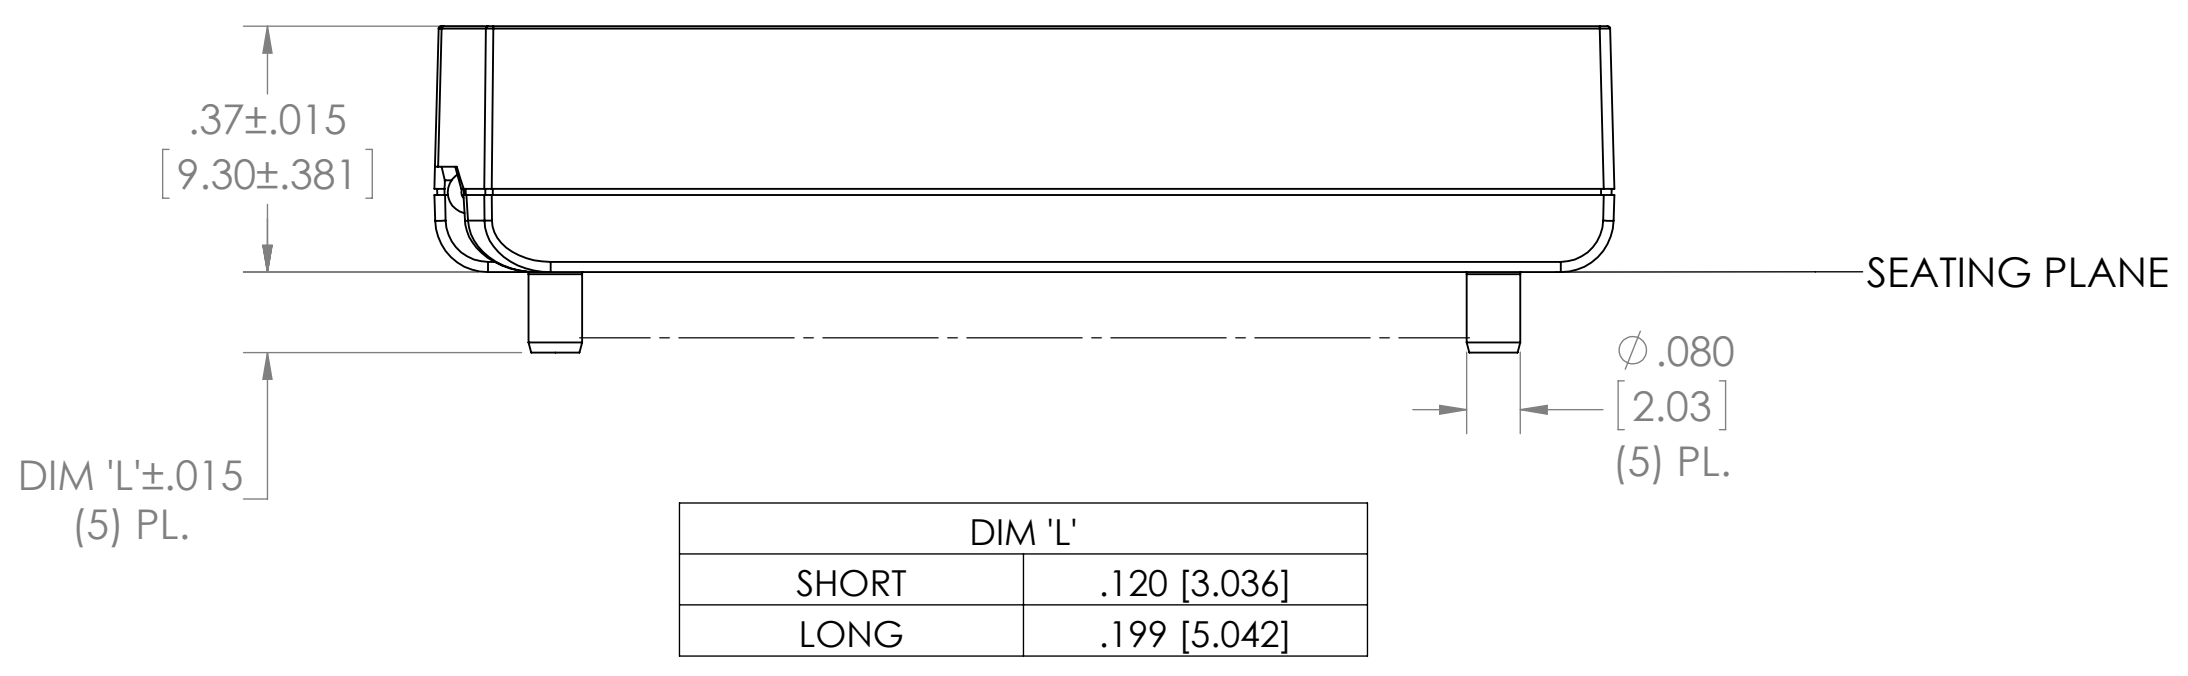 .37±.015
[9.30±.381]
SEATING PLANE
∅.080
[2.03]
(5) PL.
DIM 'L'±.015
(5) PL.
DIM 'L'
SHORT .120 [3.036]
LONG .199 [5.042]